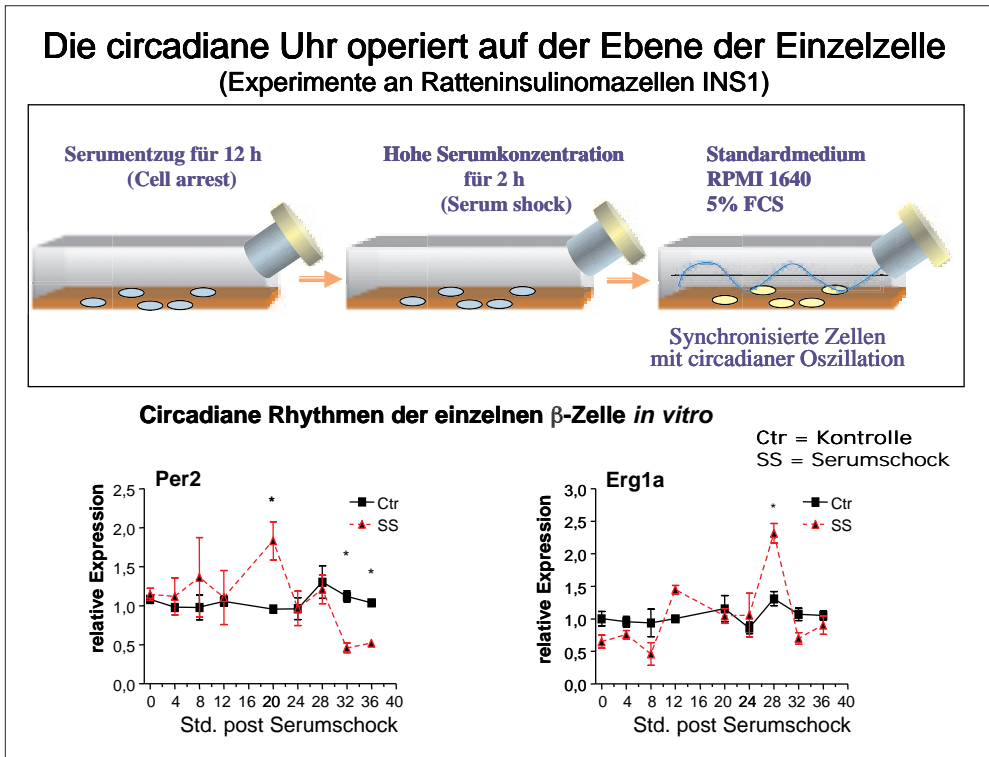 Die circadiane Uhr operiert auf der Ebene der Einzelzelle
(Experimente an Ratteninsulinomazellen INS1)
Serumentzug für 12 h
(Cell arrest)
Hohe Serumkonzentration
für 2 h
(Serum shock)
Standardmedium
RPMI 1640
5% FCS
Synchronisierte Zellen
mit circadianer Oszillation
Circadiane Rhythmen der einzelnen β-Zelle in vitro
Ctr = Kontrolle
SS = Serumschock
Per2
relative Expression
2,5
2,0
1,5
1,0
0,5
0,0
* * *
Ctr
SS
0 4 8 12 16 20 24 28 32 36 40
Std. post Serumschock
Erg1a
relative Expression
3,0
2,5
2,0
1,5
1,0
0,5
0,0
*
Ctr
SS
0 4 8 12 16 20 24 28 32 36 40
Std. post Serumschock